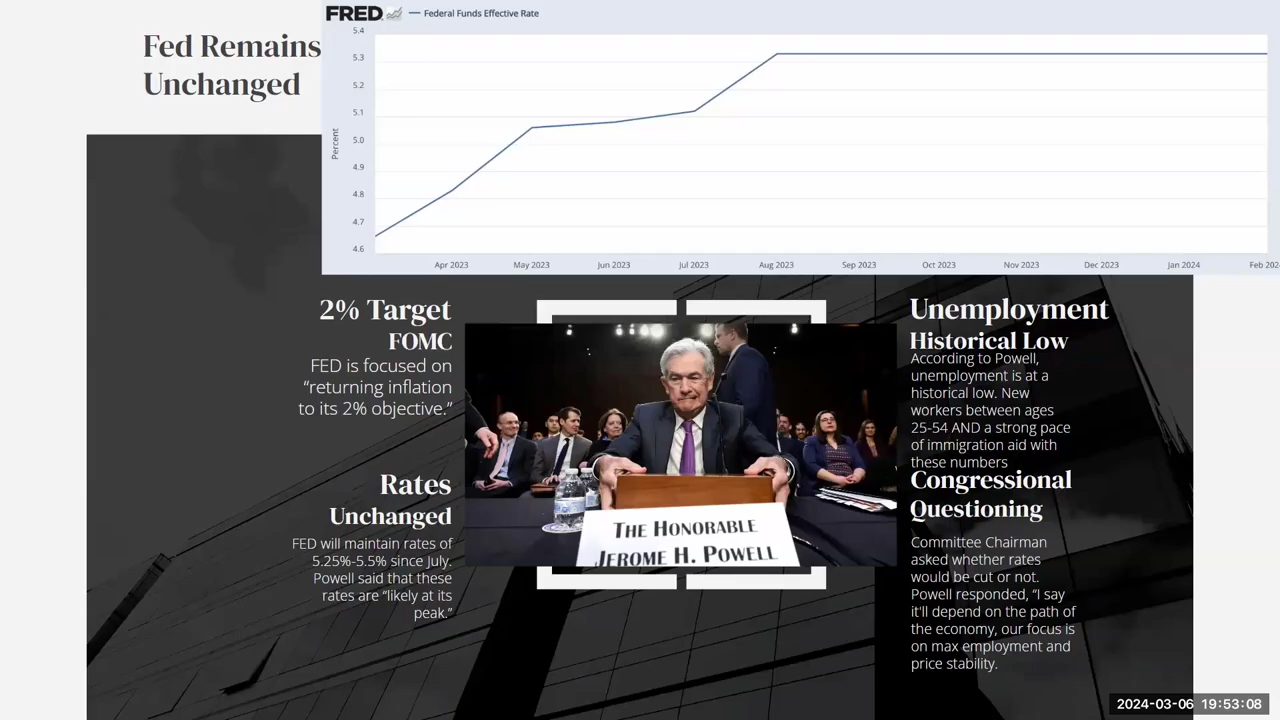 Fed Remains
Unchanged
FRED
Federal Funds Effective Rate
5.4
5.3
5.2
5.1
5.0
4.9
4.8
4.7
4.6
Percent
Apr 2023 May 2023 Jun 2023 Jul 2023 Aug 2023 Sep 2023 Oct 2023 Nov 2023 Dec 2023 Jan 2024 Feb 202
2% Target
FOMC
FED is focused on
“returning inflation
to its 2% objective.”
Rates
Unchanged
FED will maintain rates of
5.25%-5.5% since July.
Powell said that these
rates are “likely at its
peak.”
THE HONORABLE
JEROME H. POWELL
Unemployment
Historical Low
According to Powell,
unemployment is at a
historical low. New
workers between ages
25-54 AND a strong pace
of immigration aid with
these numbers
Congressional
Questioning
Committee Chairman
asked whether rates
would be cut or not.
Powell responded, “I say
it'll depend on the path of
the economy, our focus is
on max employment and
price stability.
2024-03-06 19:53:08